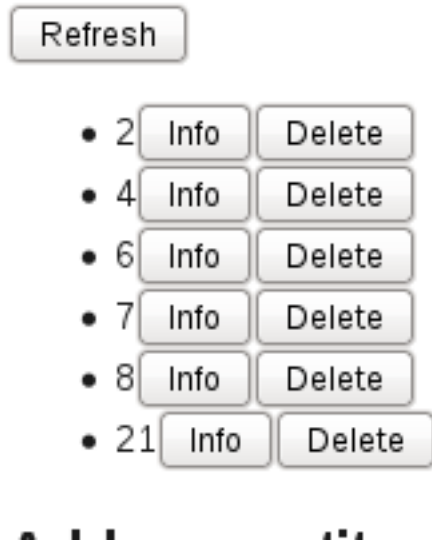 Refresh
• 2 Info Delete
• 4 Info Delete
• 6 Info Delete
• 7 Info Delete
• 8 Info Delete
• 21 Info Delete